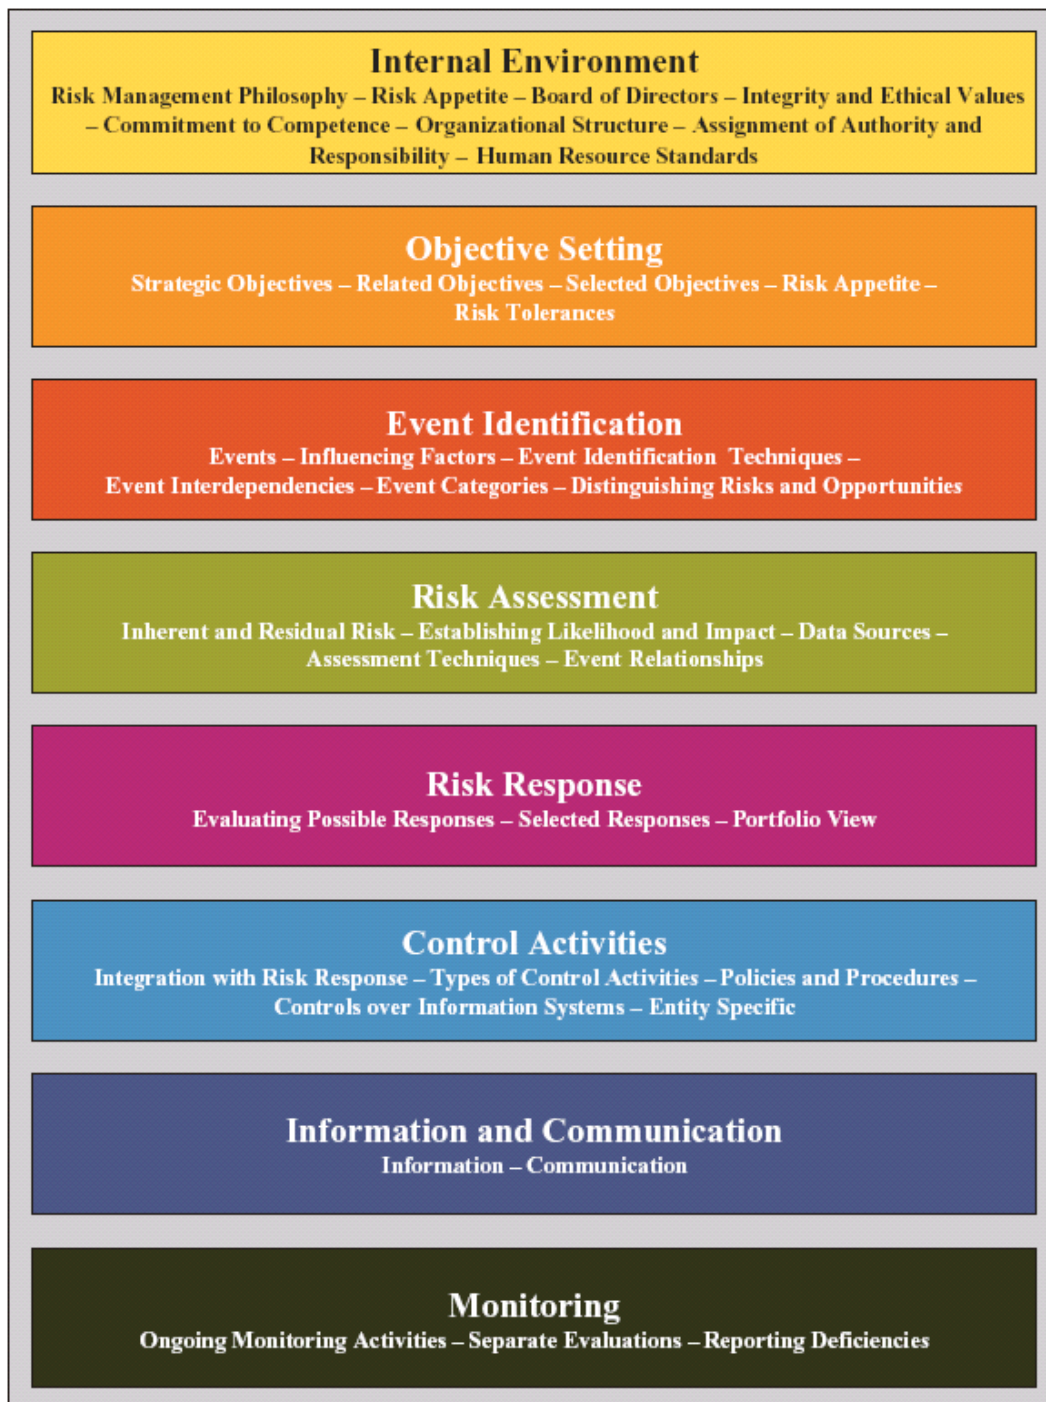 Internal Environment
Risk Management Philosophy – Risk Appetite – Board of Directors – Integrity and Ethical Values
– Commitment to Competence – Organizational Structure – Assignment of Authority and
Responsibility – Human Resource Standards
Objective Setting
Strategic Objectives – Related Objectives – Selected Objectives – Risk Appetite –
Risk Tolerances
Event Identification
Events – Influencing Factors – Event Identification Techniques –
Event Interdependencies – Event Categories – Distinguishing Risks and Opportunities
Risk Assessment
Inherent and Residual Risk – Establishing Likelihood and Impact – Data Sources –
Assessment Techniques – Event Relationships
Risk Response
Evaluating Possible Responses – Selected Responses – Portfolio View
Control Activities
Integration with Risk Response – Types of Control Activities – Policies and Procedures –
Controls over Information Systems – Entity Specific
Information and Communication
Information – Communication
Monitoring
Ongoing Monitoring Activities – Separate Evaluations – Reporting Deficiencies